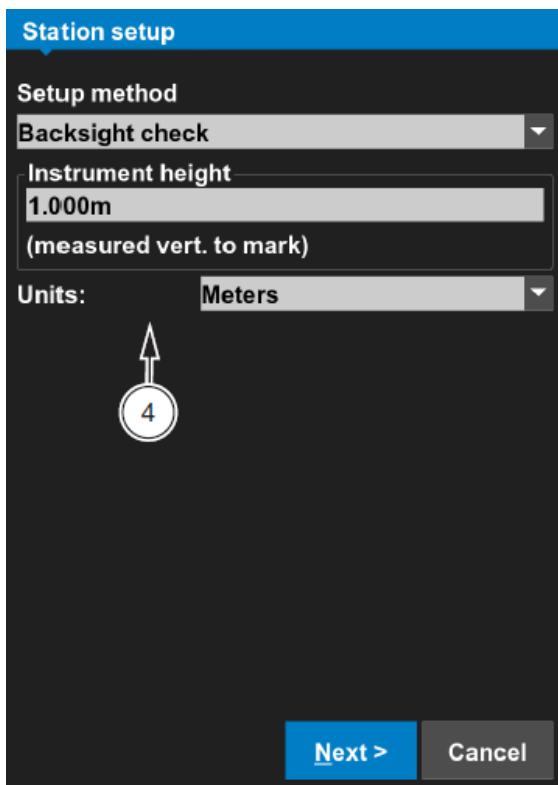 Station setup
Setup method
Backsight check
Instrument height
1.000m
(measured vert. to mark)
Units: Meters
4
Next > Cancel